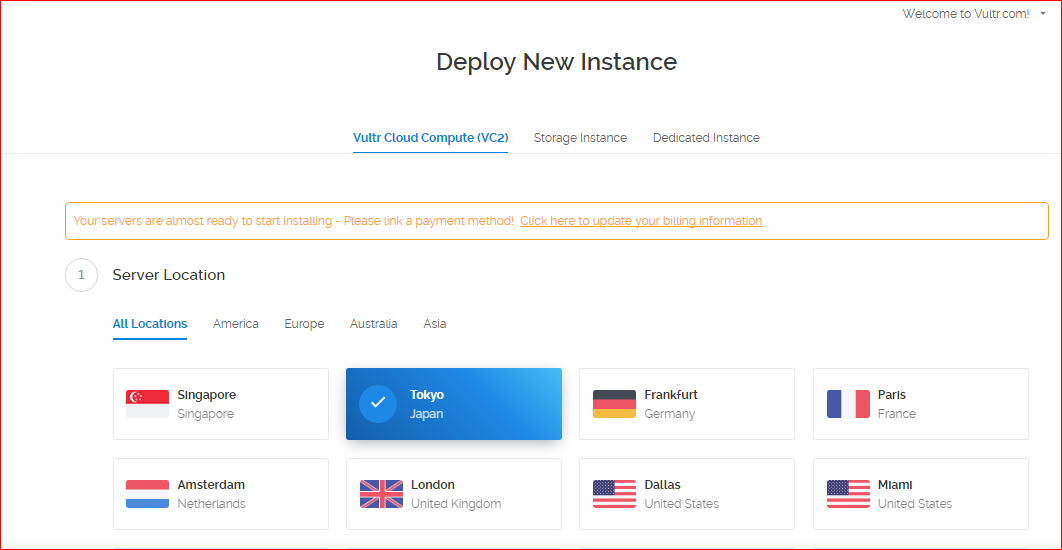 Welcome to Vultr.com!
Deploy New Instance
Vultr Cloud Compute (VC2) Storage Instance Dedicated Instance
Your servers are almost ready to start installing - Please link a payment method! Click here to update your billing information
1 Server Location
All Locations America Europe Australia Asia
Singapore
Singapore
Tokyo
Japan
Frankfurt
Germany
Paris
France
Amsterdam
Netherlands
London
United Kingdom
Dallas
United States
Miami
United States